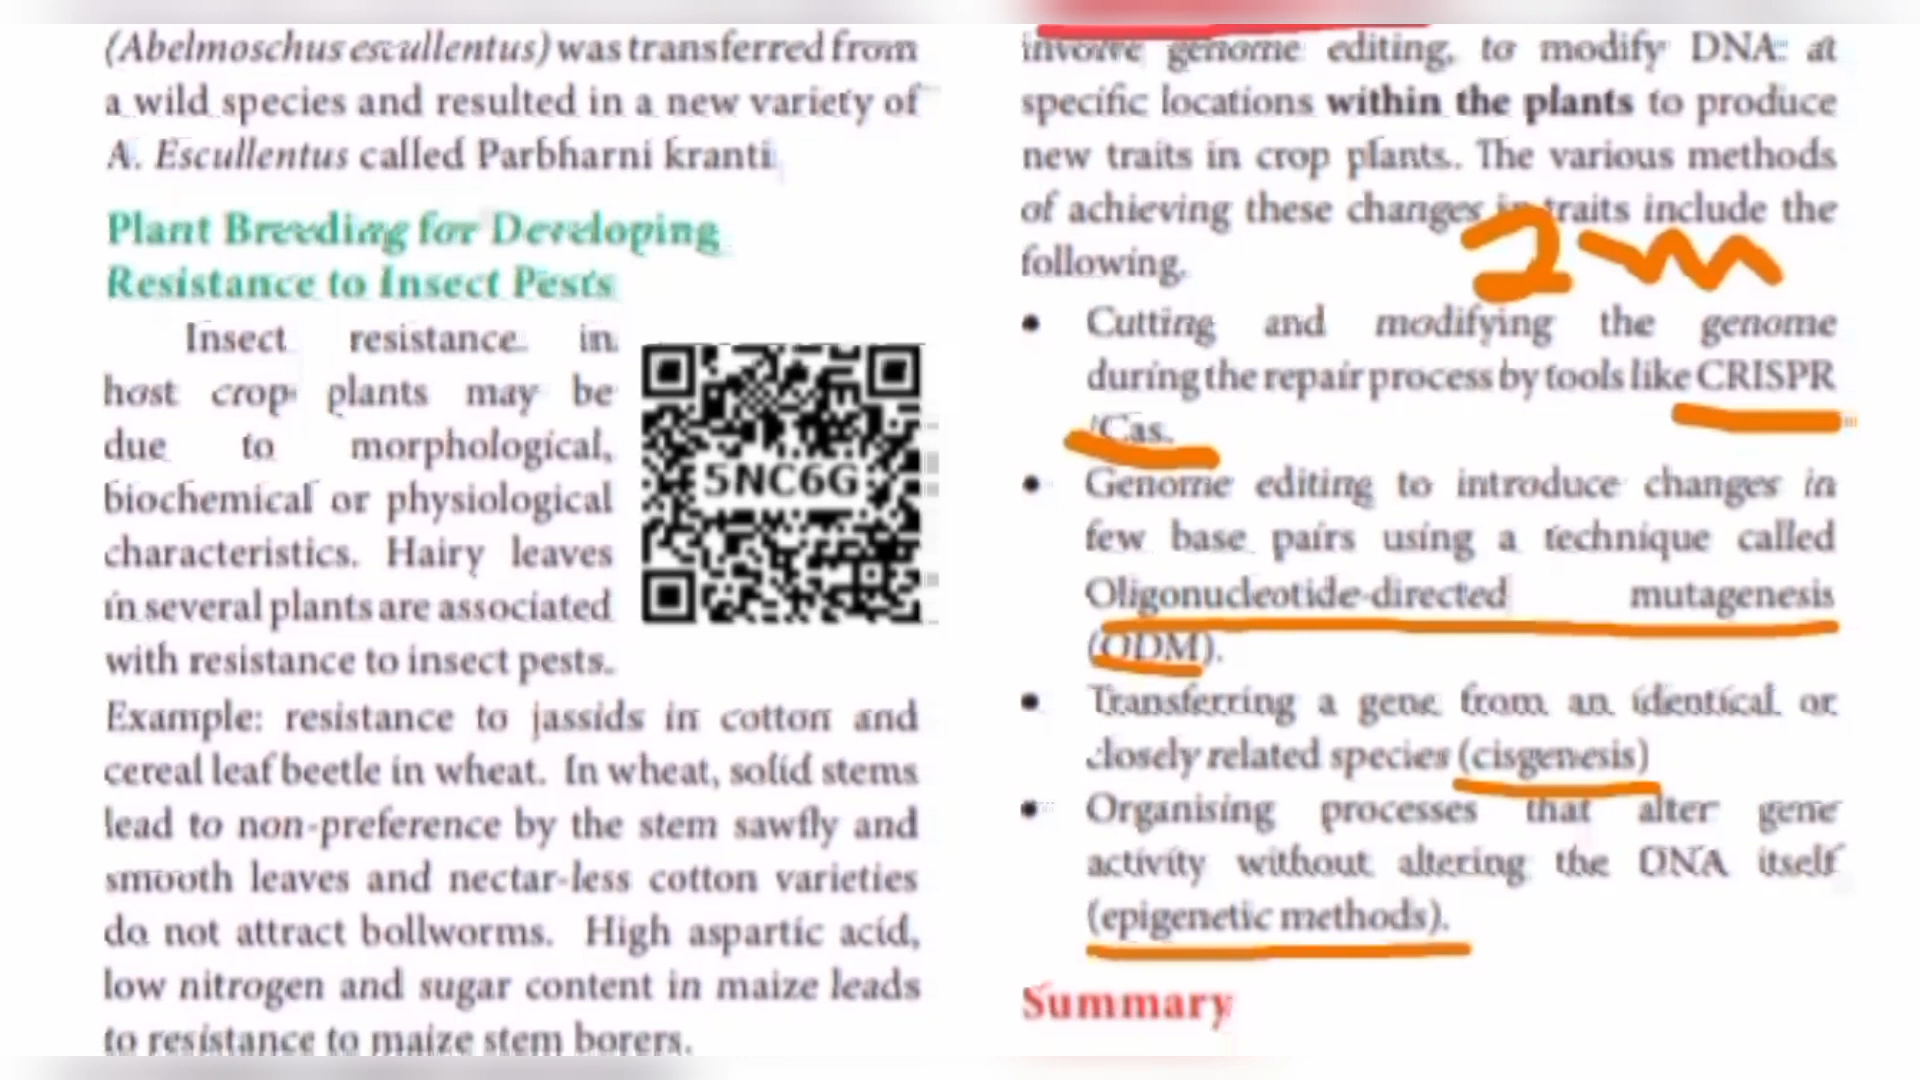 (Abelmoschus escullentus) was transferred from
a wild species and resulted in a new variety of
A. Escullentus called Parbharni kranti
Plant Breeding for Developing
Resistance to Insect Pests
Insect resistance in
host crop plants may be
due to morphological,
biochemical or physiological
characteristics. Hairy leaves
in several plants are associated
with resistance to insect pests.
Example: resistance to jassids in cotton and
cereal leaf beetle in wheat. In wheat, solid stems
lead to non-preference by the stem sawfly and
smooth leaves and nectar-less cotton varieties
do not attract bollworms. High aspartic acid,
low nitrogen and sugar content in maize leads
to resistance to maize stem borers.
5NC6G
involve genome editing, to modify DNA at
specific locations within the plants to produce
new traits in crop plants. The various methods
of achieving these changes in traits include the
following.
2m
• Cutting and modifying the genome
during the repair process by tools like CRISPR
/Cas.
• Genome editing to introduce changes in
few base pairs using a technique called
Oligonucleotide-directed mutagenesis
(ODM).
• Transferring a gene from an identical or
closely related species (cisgenesis)
• Organising processes that alter gene
activity without altering the DNA itself
(epigenetic methods).
Summary